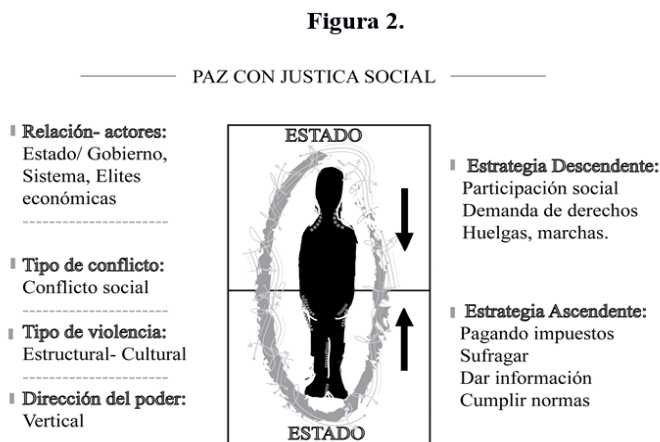 Figura 2.
PAZ CON JUSTICA SOCIAL
Relación- actores:
Estado/ Gobierno,
Sistema, Elites
económicas
Tipo de conflicto:
Conflicto social
Tipo de violencia:
Estructural- Cultural
Dirección del poder:
Vertical
ESTADO
ESTADO
Estrategia Descendente:
Participación social
Demanda de derechos
Huelgas, marchas.
Estrategia Ascendente:
Pagando impuestos
Sufragar
Dar información
Cumplir normas